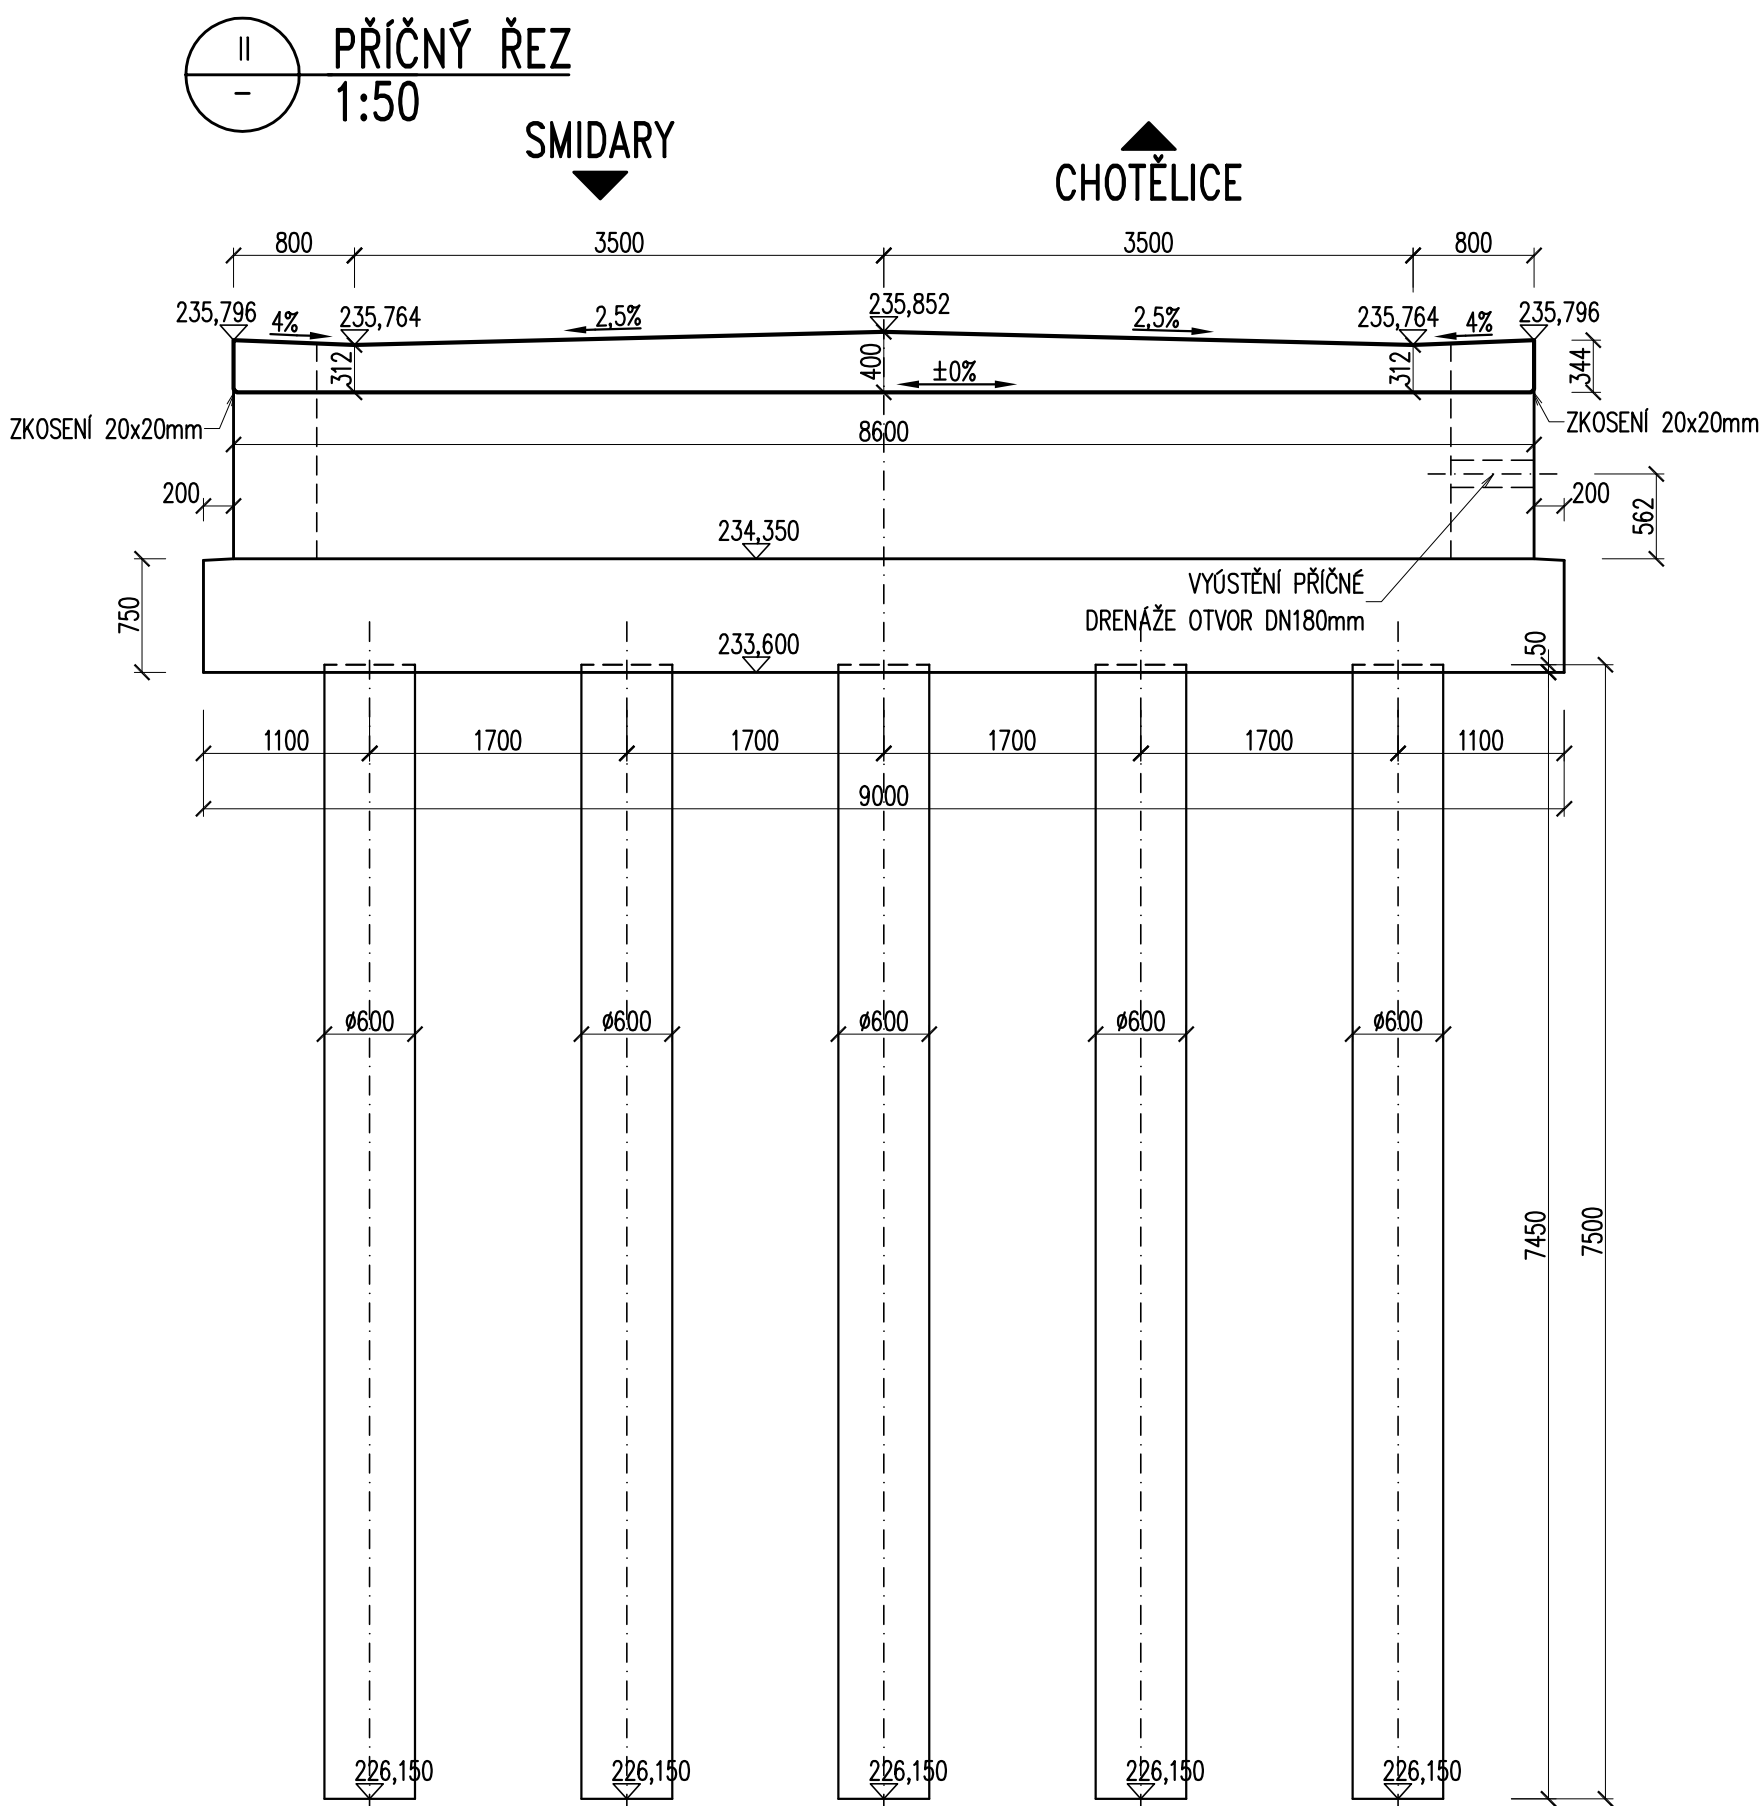 II
PŘÍČNÝ ŘEZ
–
1:50
SMIDARY
CHOTĚLICE
800 3500 3500 800
235,796 4% 235,764 2,5% 235,852 2,5% 235,764 4% 235,796
312 400 ±0% 312 344
ZKOSENÍ 20x20mm ZKOSENÍ 20x20mm
8600
200 200
562
234,350
VYÚSTĚNÍ PŘÍČNÉ
DRENÁŽE OTVOR DN180mm
750
233,600
50
1100 1700 1700 1700 1700 1100
9000
ø600 ø600 ø600 ø600 ø600
7450 7500
226,150 226,150 226,150 226,150 226,150